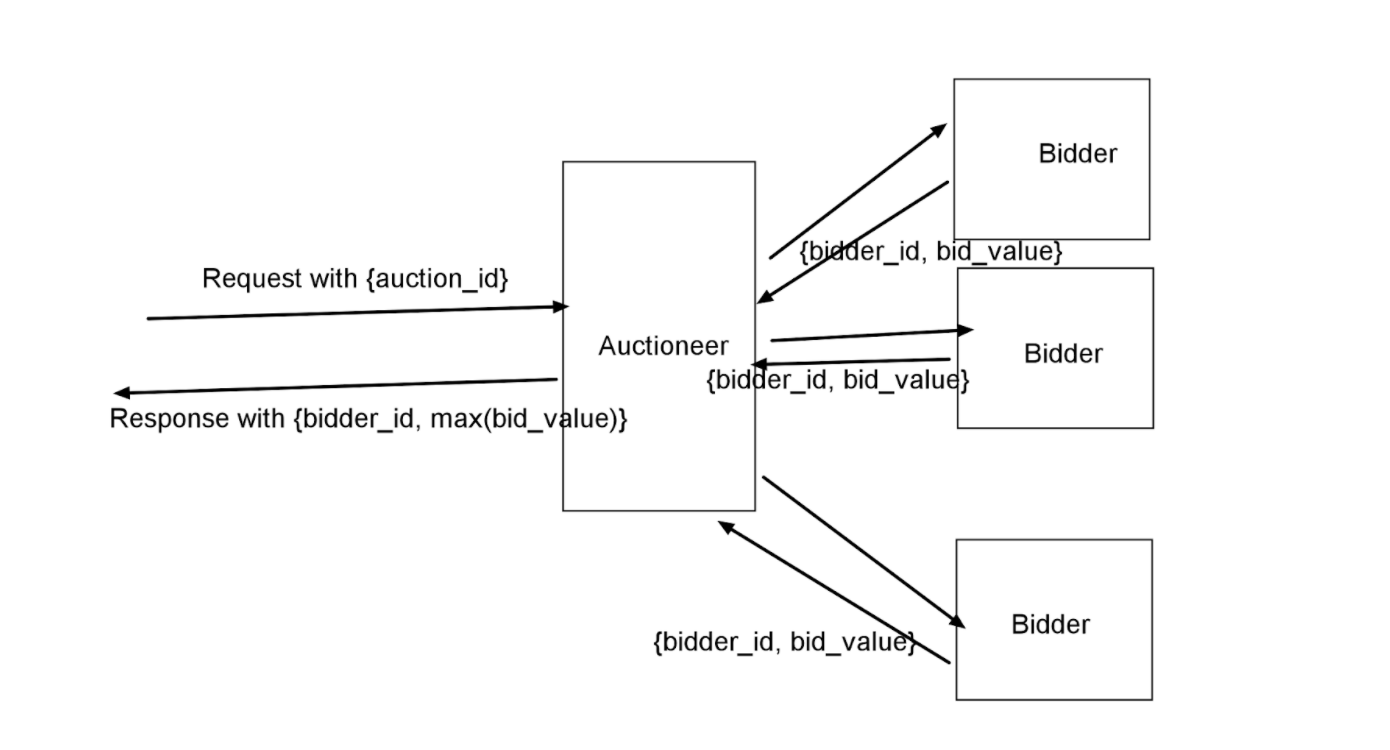 Bidder
{bidder_id, bid_value}
Request with {auction_id}
Auctioneer
Bidder
{bidder_id, bid_value}
Response with {bidder_id, max(bid_value)}
Bidder
{bidder_id, bid_value}